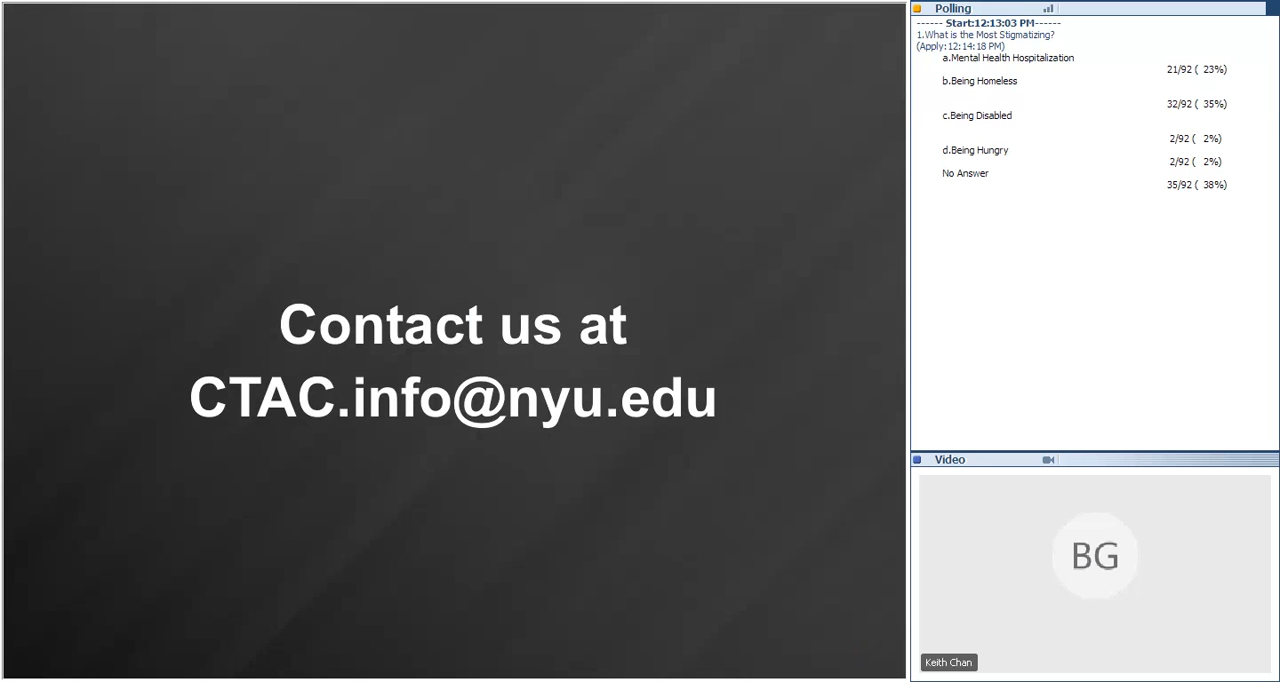 Contact us at
CTAC.info@nyu.edu
Polling
------ Start:12:13:03 PM------
1.What is the Most Stigmatizing?
(Apply:12:14:18 PM)
a.Mental Health Hospitalization
21/92 ( 23%)
b.Being Homeless
32/92 ( 35%)
c.Being Disabled
2/92 ( 2%)
d.Being Hungry
2/92 ( 2%)
No Answer
35/92 ( 38%)
Video
BG
Keith Chan